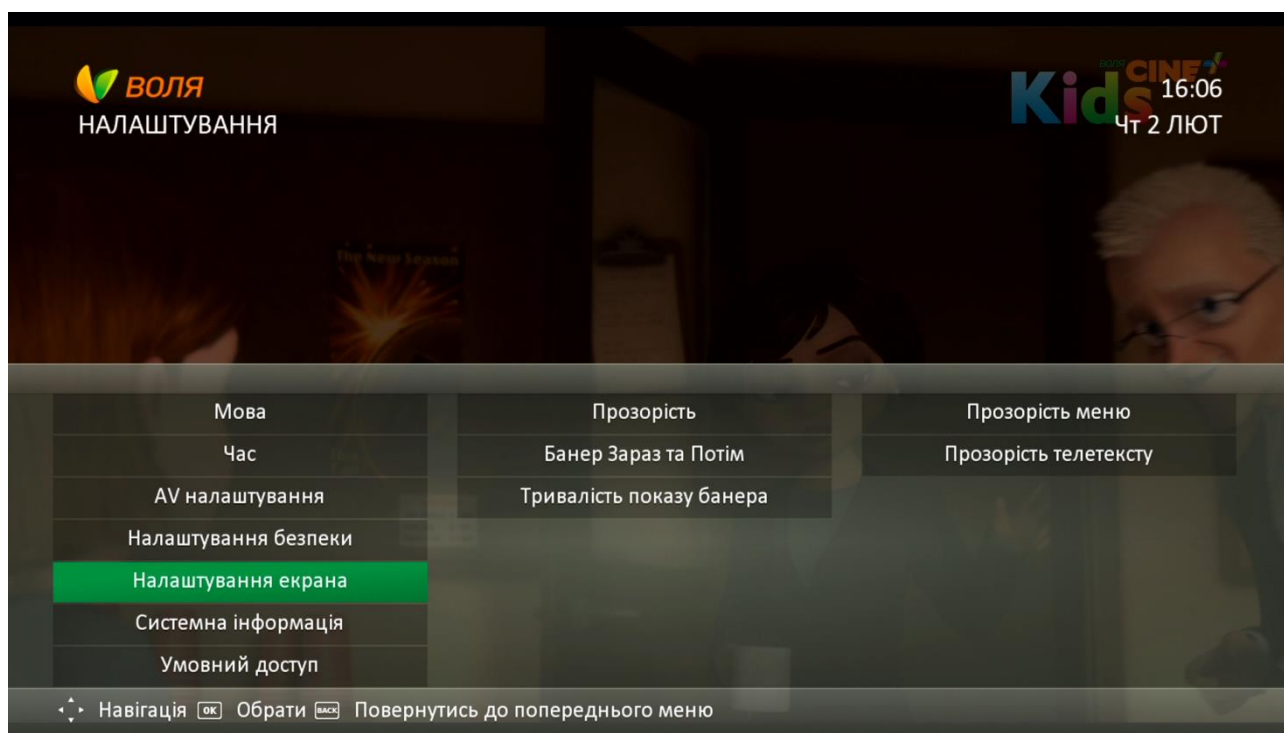 воля
НАЛАШТУВАННЯ
воля CINE+
Kids
16:06
Чт 2 ЛЮТ
The New Season
Мова
Час
AV налаштування
Налаштування безпеки
Налаштування екрана
Системна інформація
Умовний доступ
Прозорість
Банер Зараз та Потім
Тривалість показу банера
Прозорість меню
Прозорість телетексту
Навігація OK Обрати BACK Повернутись до попереднього меню